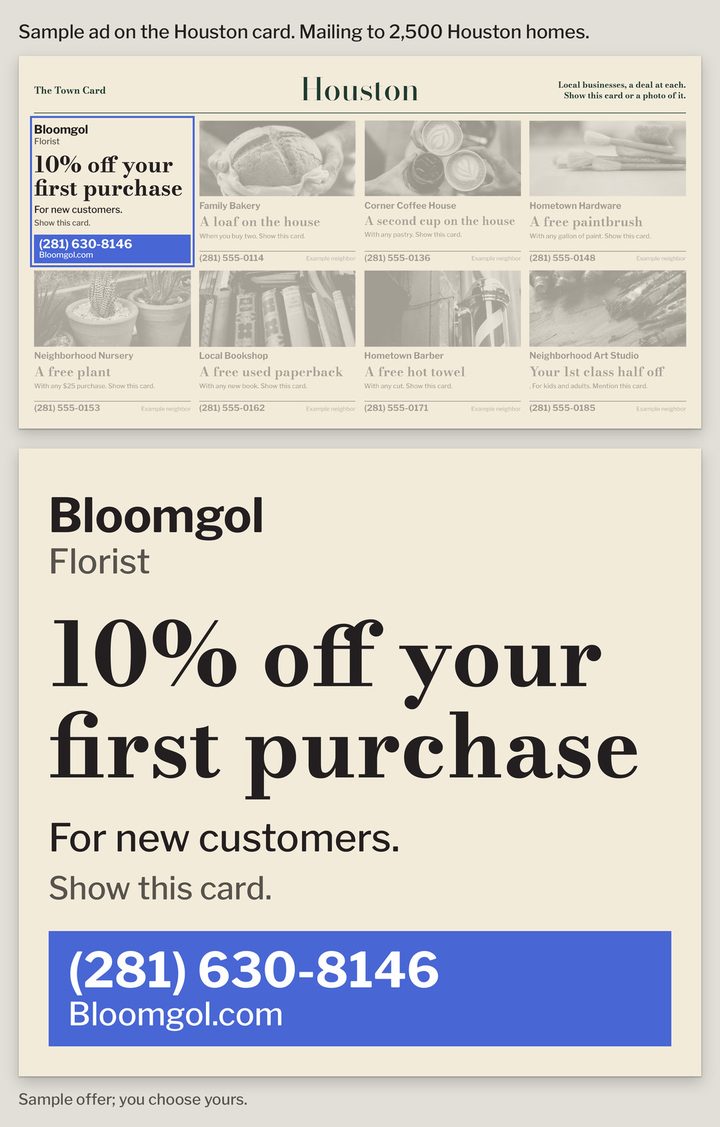 Sample ad on the Houston card. Mailing to 2,500 Houston homes.
The Town Card
Houston
Local businesses, a deal at each.
Show this card or a photo of it.
Bloomgol
Florist
10% off your
first purchase
For new customers.
Show this card.
(281) 630-8146
Bloomgol.com
Family Bakery
A loaf on the house
When you buy two. Show this card.
(281) 555-0114 Example neighbor
Corner Coffee House
A second cup on the house
With any pastry. Show this card.
(281) 555-0136 Example neighbor
Hometown Hardware
A free paintbrush
With any gallon of paint. Show this card.
(281) 555-0148 Example neighbor
Neighborhood Nursery
A free plant
With any $25 purchase. Show this card.
(281) 555-0153 Example neighbor
Local Bookshop
A free used paperback
With any new book. Show this card.
(281) 555-0162 Example neighbor
Hometown Barber
A free hot towel
With any cut. Show this card.
(281) 555-0171 Example neighbor
Neighborhood Art Studio
Your 1st class half off
For kids and adults. Mention this card.
(281) 555-0185 Example neighbor
Bloomgol
Florist
10% off your
first purchase
For new customers.
Show this card.
(281) 630-8146
Bloomgol.com
Sample offer; you choose yours.